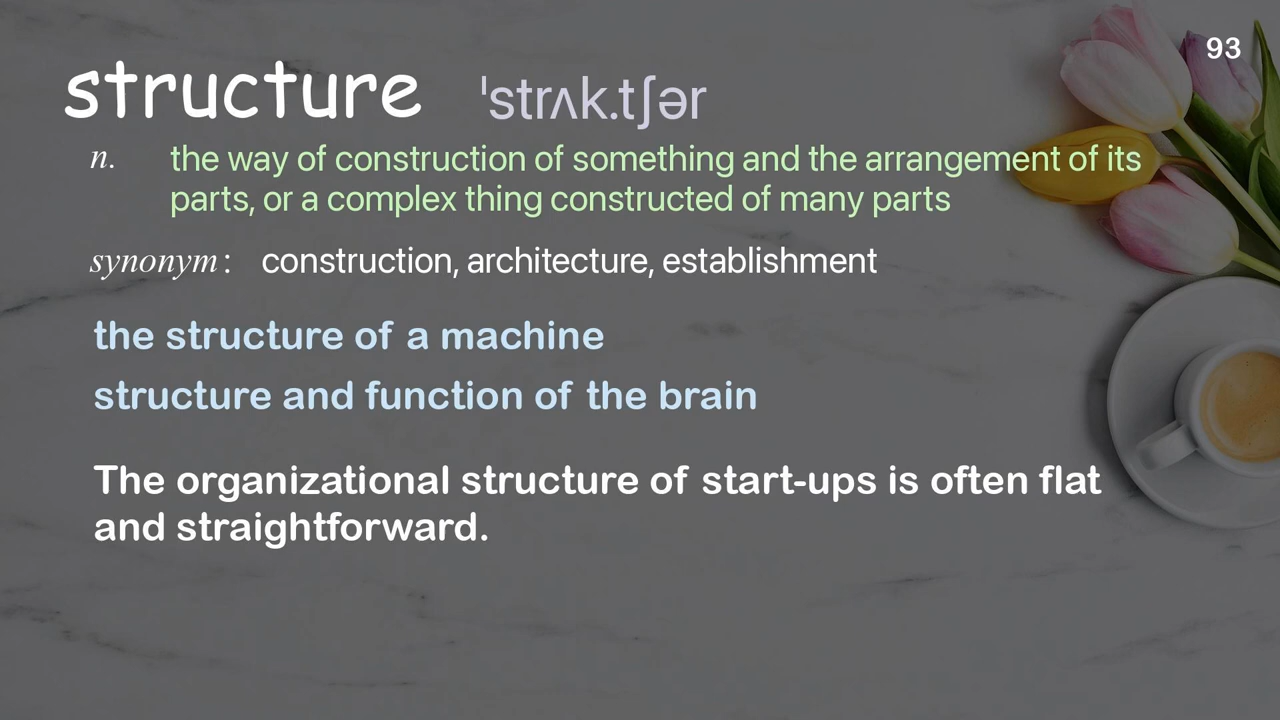 93
structure ˈstrʌk.tʃər
n. the way of construction of something and the arrangement of its
parts, or a complex thing constructed of many parts
synonym: construction, architecture, establishment
the structure of a machine
structure and function of the brain
The organizational structure of start-ups is often flat
and straightforward.